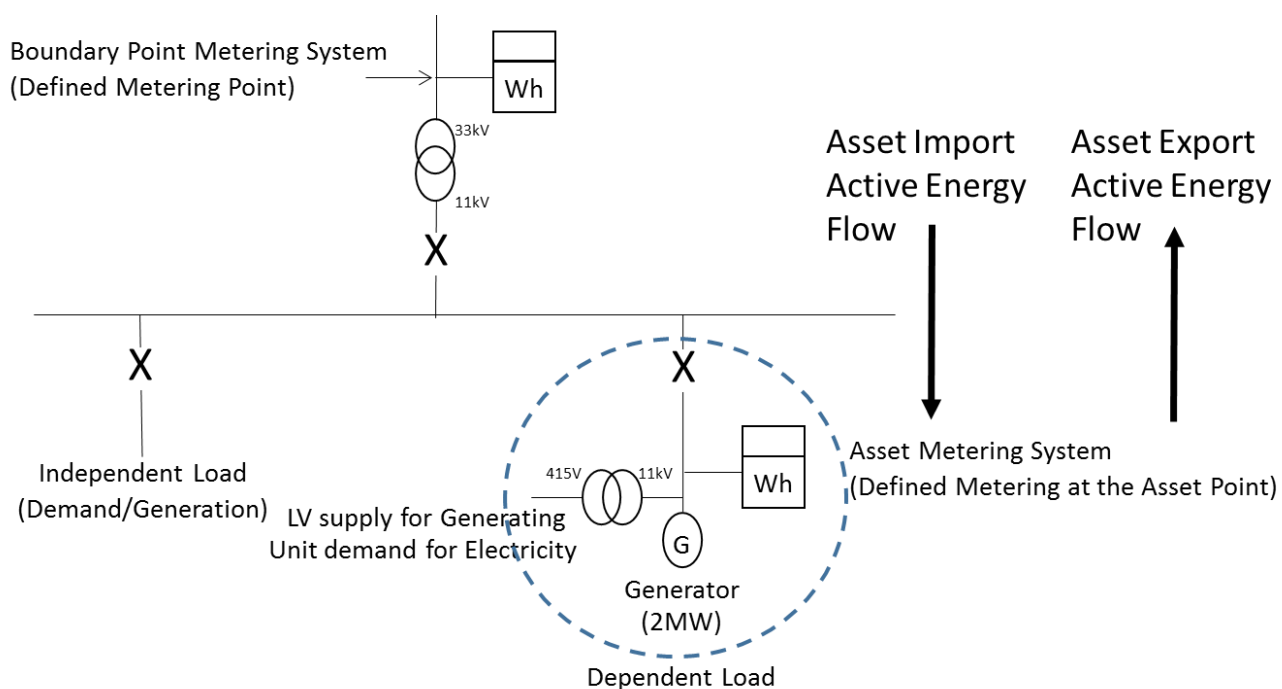 Boundary Point Metering System
(Defined Metering Point)
Wh
33kV
11kV
X
Asset Import
Active Energy
Flow
Asset Export
Active Energy
Flow
X
X
Independent Load
(Demand/Generation)
415V
11kV
Wh
Asset Metering System
(Defined Metering at the Asset Point)
LV supply for Generating
Unit demand for Electricity
G
Generator
(2MW)
Dependent Load